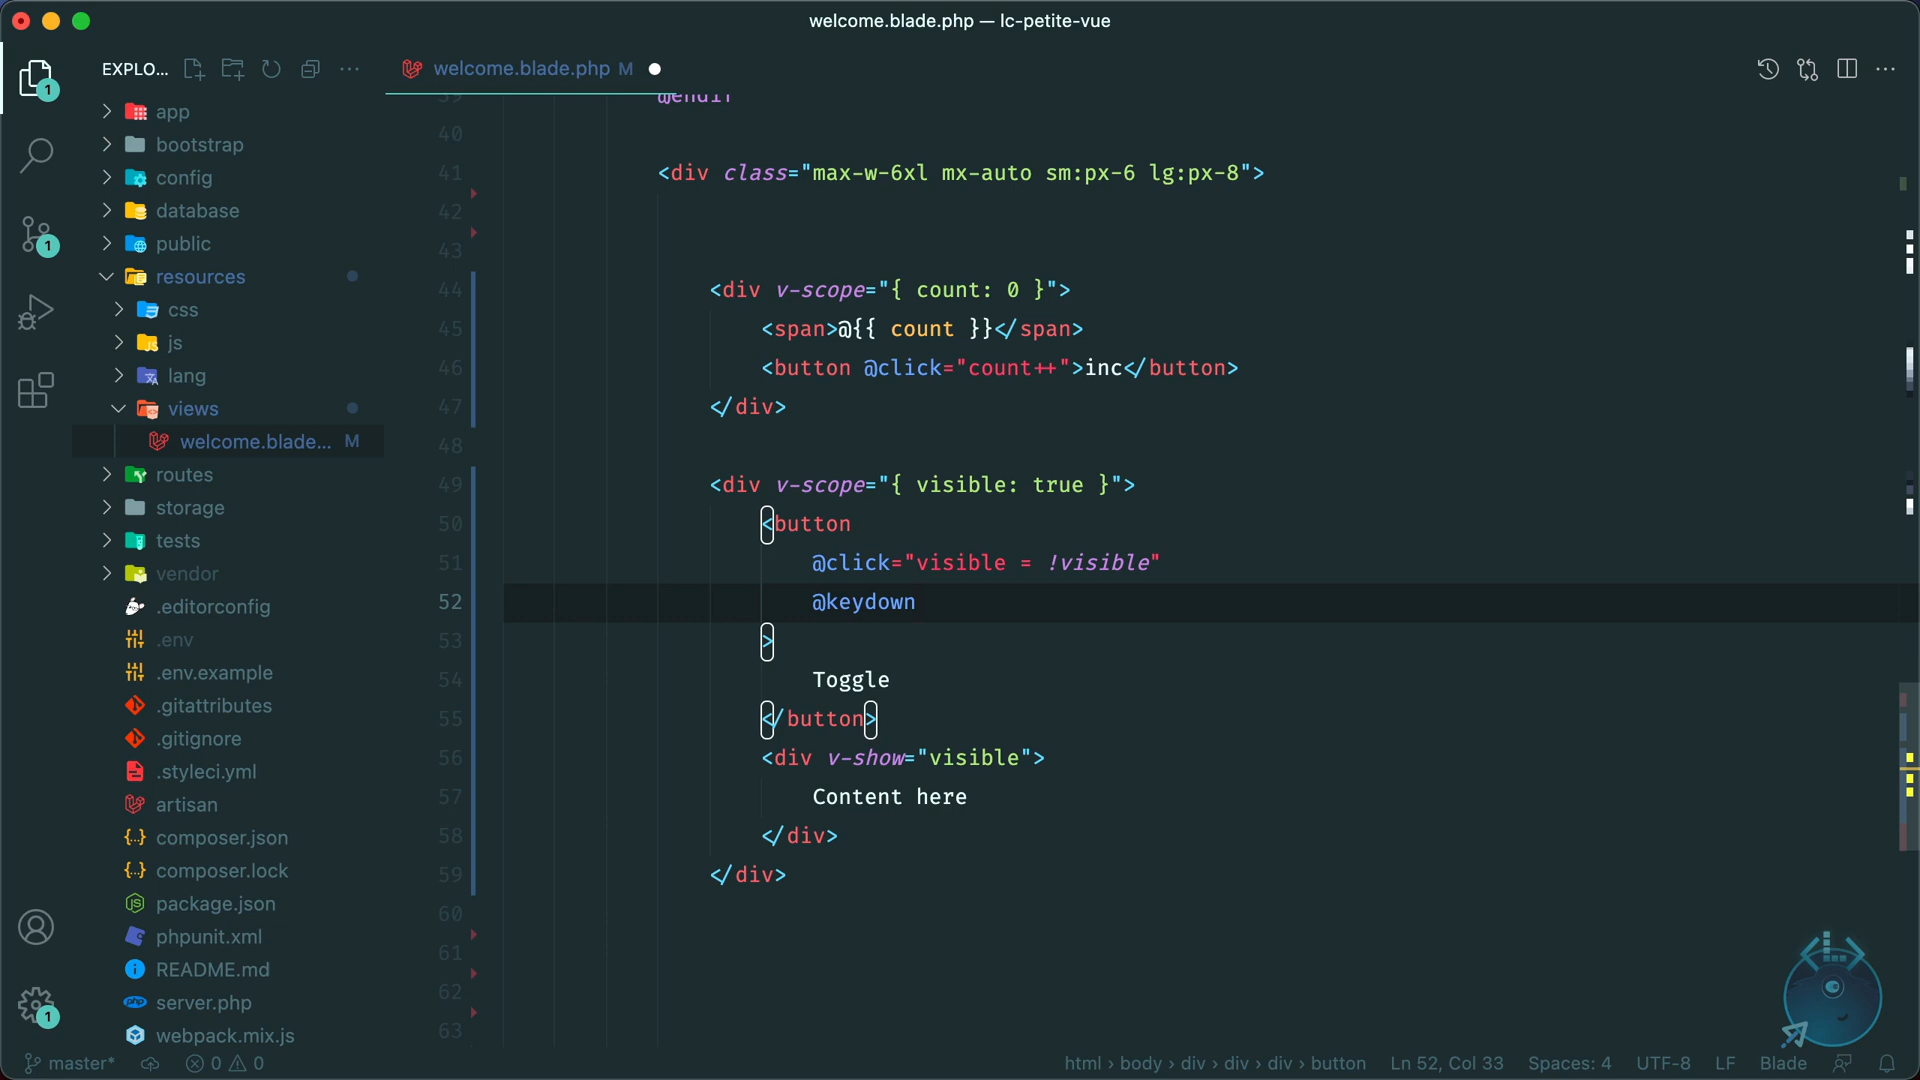 welcome.blade.php — lc-petite-vue
EXPLO...
welcome.blade.php M
1
app
bootstrap
config
database
public
resources
css
js
lang
views
welcome.blade... M
routes
storage
tests
vendor
.editorconfig
.env
.env.example
.gitattributes
.gitignore
.styleci.yml
artisan
composer.json
composer.lock
package.json
phpunit.xml
README.md
server.php
webpack.mix.js
1
1
39 @endif
40
41 <div class="max-w-6xl mx-auto sm:px-6 lg:px-8">
42
43
44 <div v-scope="{ count: 0 }">
45 <span>@{{ count }}</span>
46 <button @click="count++">inc</button>
47 </div>
48
49 <div v-scope="{ visible: true }">
50 <button
51 @click="visible = !visible"
52 @keydown
53 >
54 Toggle
55 </button>
56 <div v-show="visible">
57 Content here
58 </div>
59 </div>
60
61
62
63
master* 0 0 html › body › div › div › div › button Ln 52, Col 33 Spaces: 4 UTF-8 LF Blade